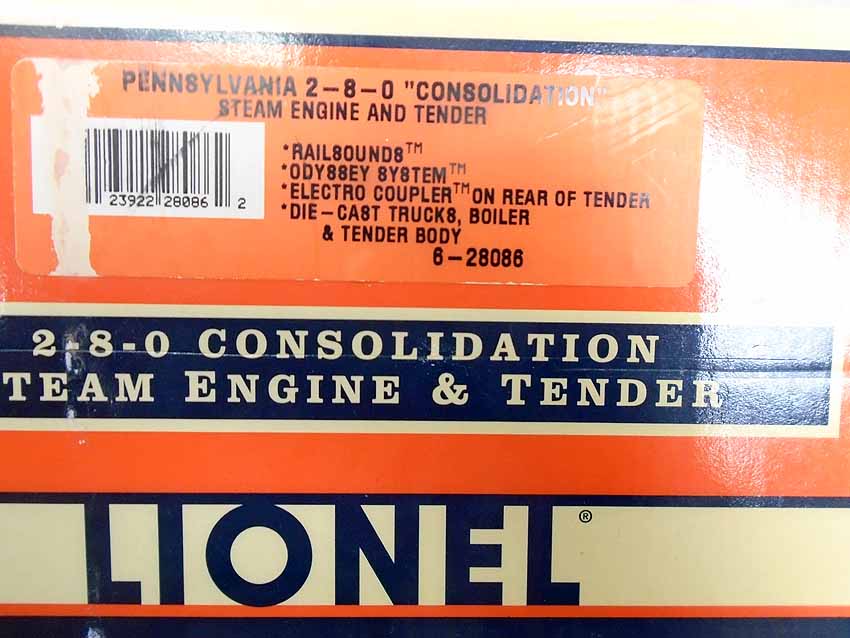 PENNSYLVANIA 2-8-0 "CONSOLIDATION"
STEAM ENGINE AND TENDER
*RAILSOUNDS™
*ODYSSEY SYSTEM™
*ELECTRO COUPLER™ ON REAR OF TENDER
*DIE-CAST TRUCKS, BOILER
& TENDER BODY
6-28086
23922 28086 2
2-8-0 CONSOLIDATION
TEAM ENGINE & TENDER
LIONEL®